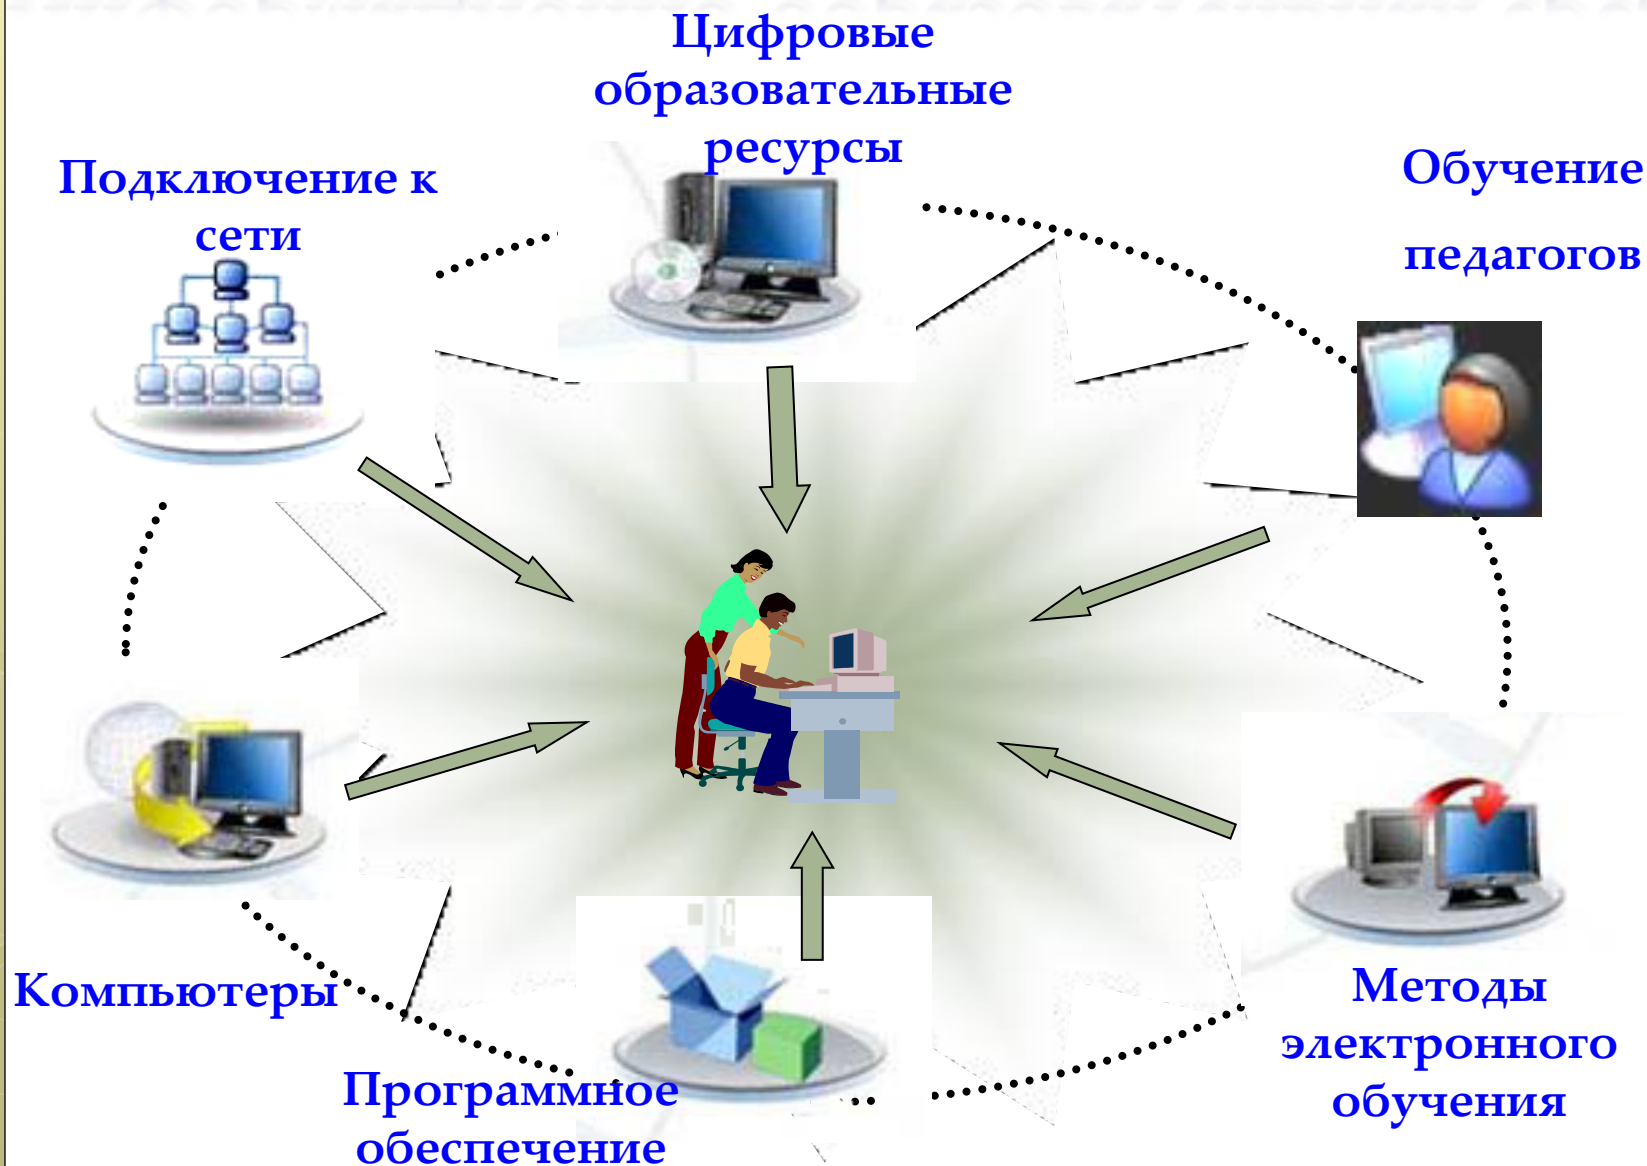 Цифровые
образовательные
ресурсы
Подключение к
сети
Обучение
педагогов
Компьютеры
Программное
обеспечение
Методы
электронного
обучения